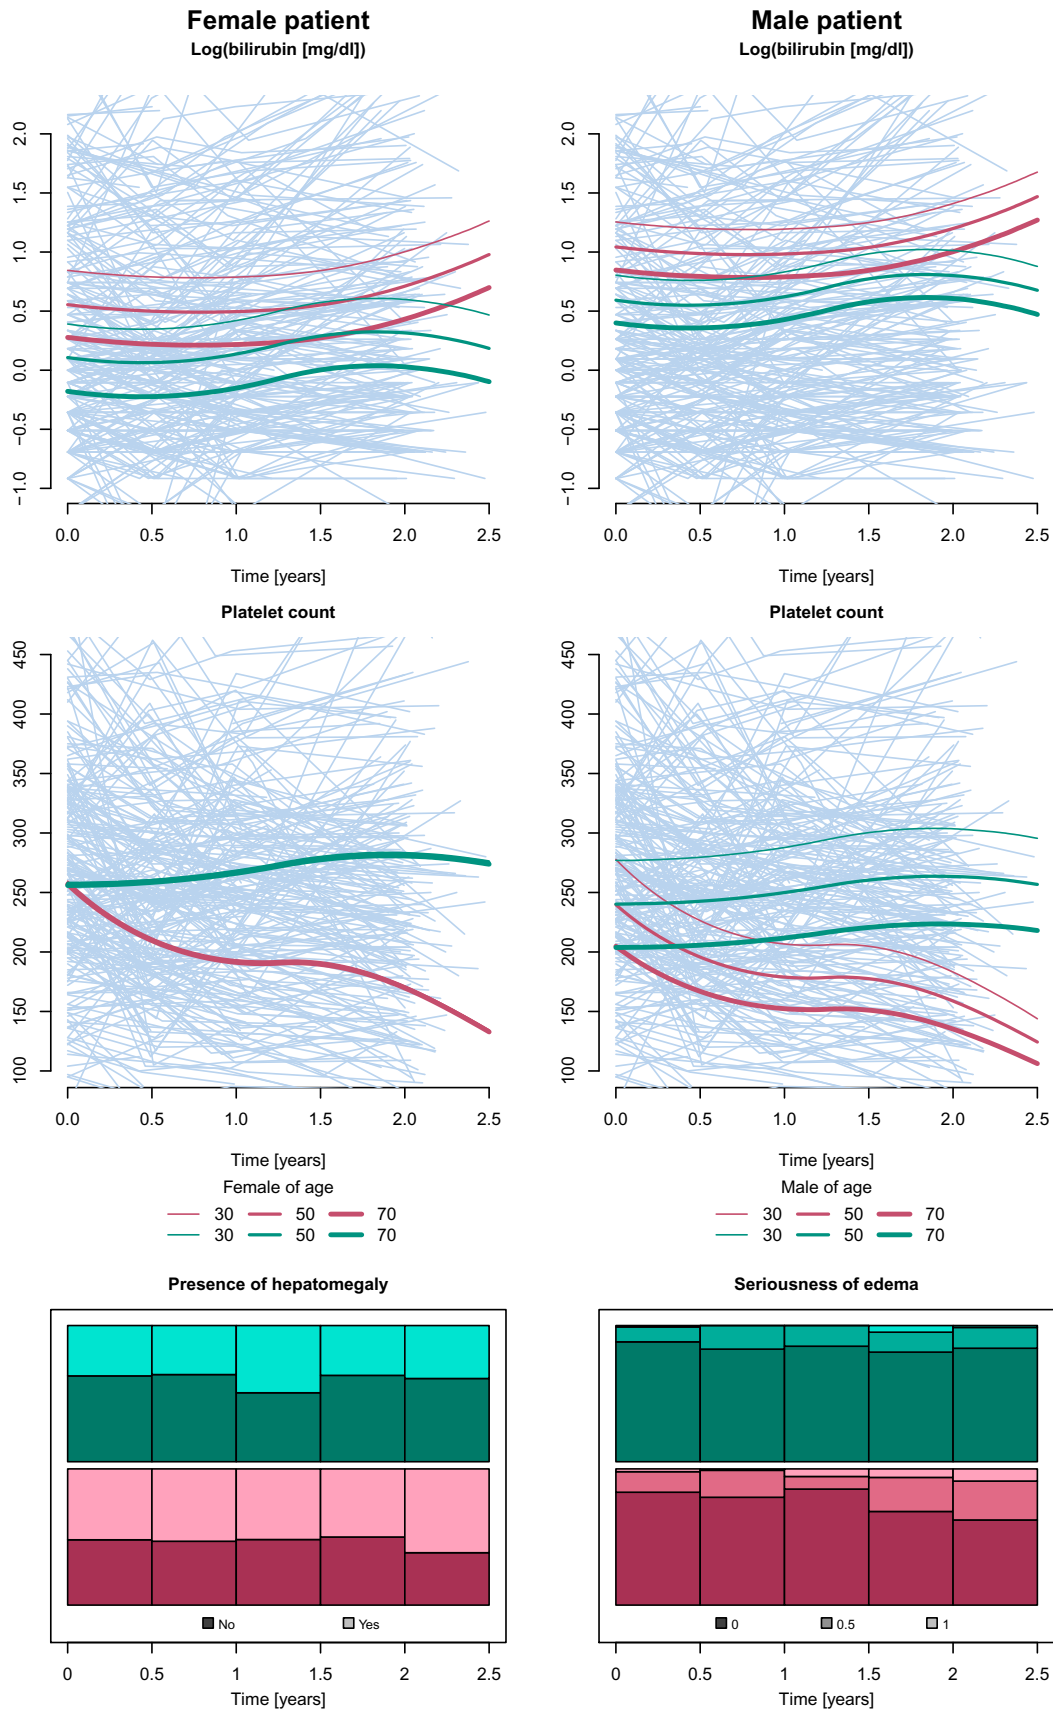 Female patient
Log(bilirubin [mg/dl])
2.0
1.5
1.0
0.5
0.0
−0.5
−1.0
0.0 0.5 1.0 1.5 2.0 2.5
Time [years]
Male patient
Log(bilirubin [mg/dl])
2.0
1.5
1.0
0.5
0.0
−0.5
−1.0
0.0 0.5 1.0 1.5 2.0 2.5
Time [years]
Platelet count
450
400
350
300
250
200
150
100
0.0 0.5 1.0 1.5 2.0 2.5
Time [years]
Female of age
30 50 70
30 50 70
Platelet count
450
400
350
300
250
200
150
100
0.0 0.5 1.0 1.5 2.0 2.5
Time [years]
Male of age
30 50 70
30 50 70
Presence of hepatomegaly
No Yes
0 0.5 1 1.5 2 2.5
Time [years]
Seriousness of edema
0 0.5 1
0 0.5 1 1.5 2 2.5
Time [years]